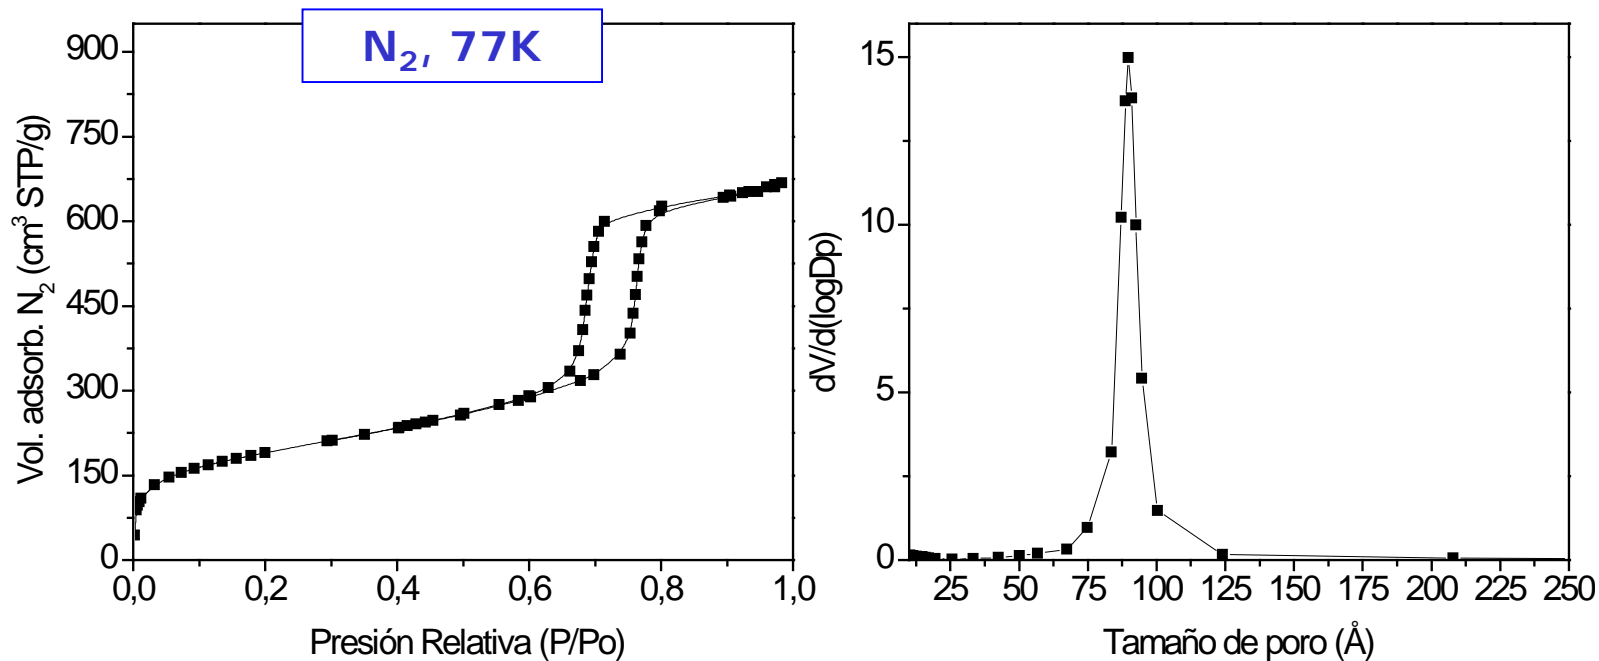 N₂, 77K
Vol. adsorb. N₂ (cm³ STP/g)
900
750
600
450
300
150
0
0,0 0,2 0,4 0,6 0,8 1,0
Presión Relativa (P/Po)
dV/d(logDp)
15
10
5
0
25 50 75 100 125 150 175 200 225 250
Tamaño de poro (Å)